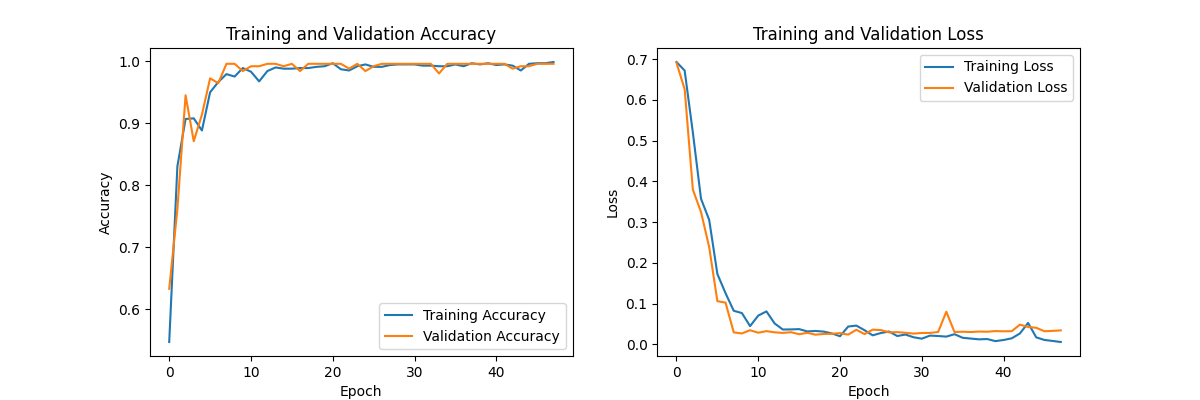 Training and Validation Accuracy
1.0
0.9
0.8
0.7
0.6
Accuracy
Training Accuracy
Validation Accuracy
0 10 20 30 40
Epoch
Training and Validation Loss
0.7
0.6
0.5
0.4
0.3
0.2
0.1
0.0
Loss
Training Loss
Validation Loss
0 10 20 30 40
Epoch